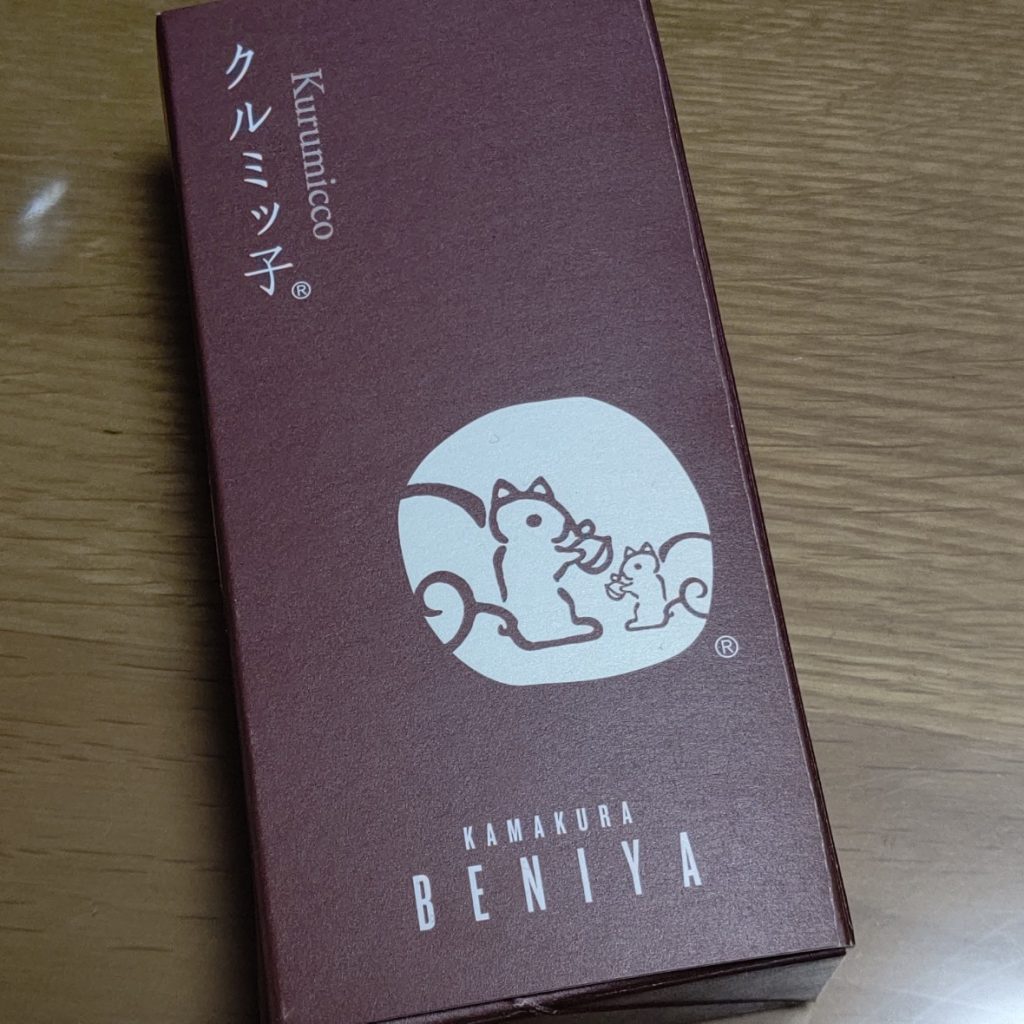 クルミッ子®
Kurumicco
®
KAMAKURA
BENIYA